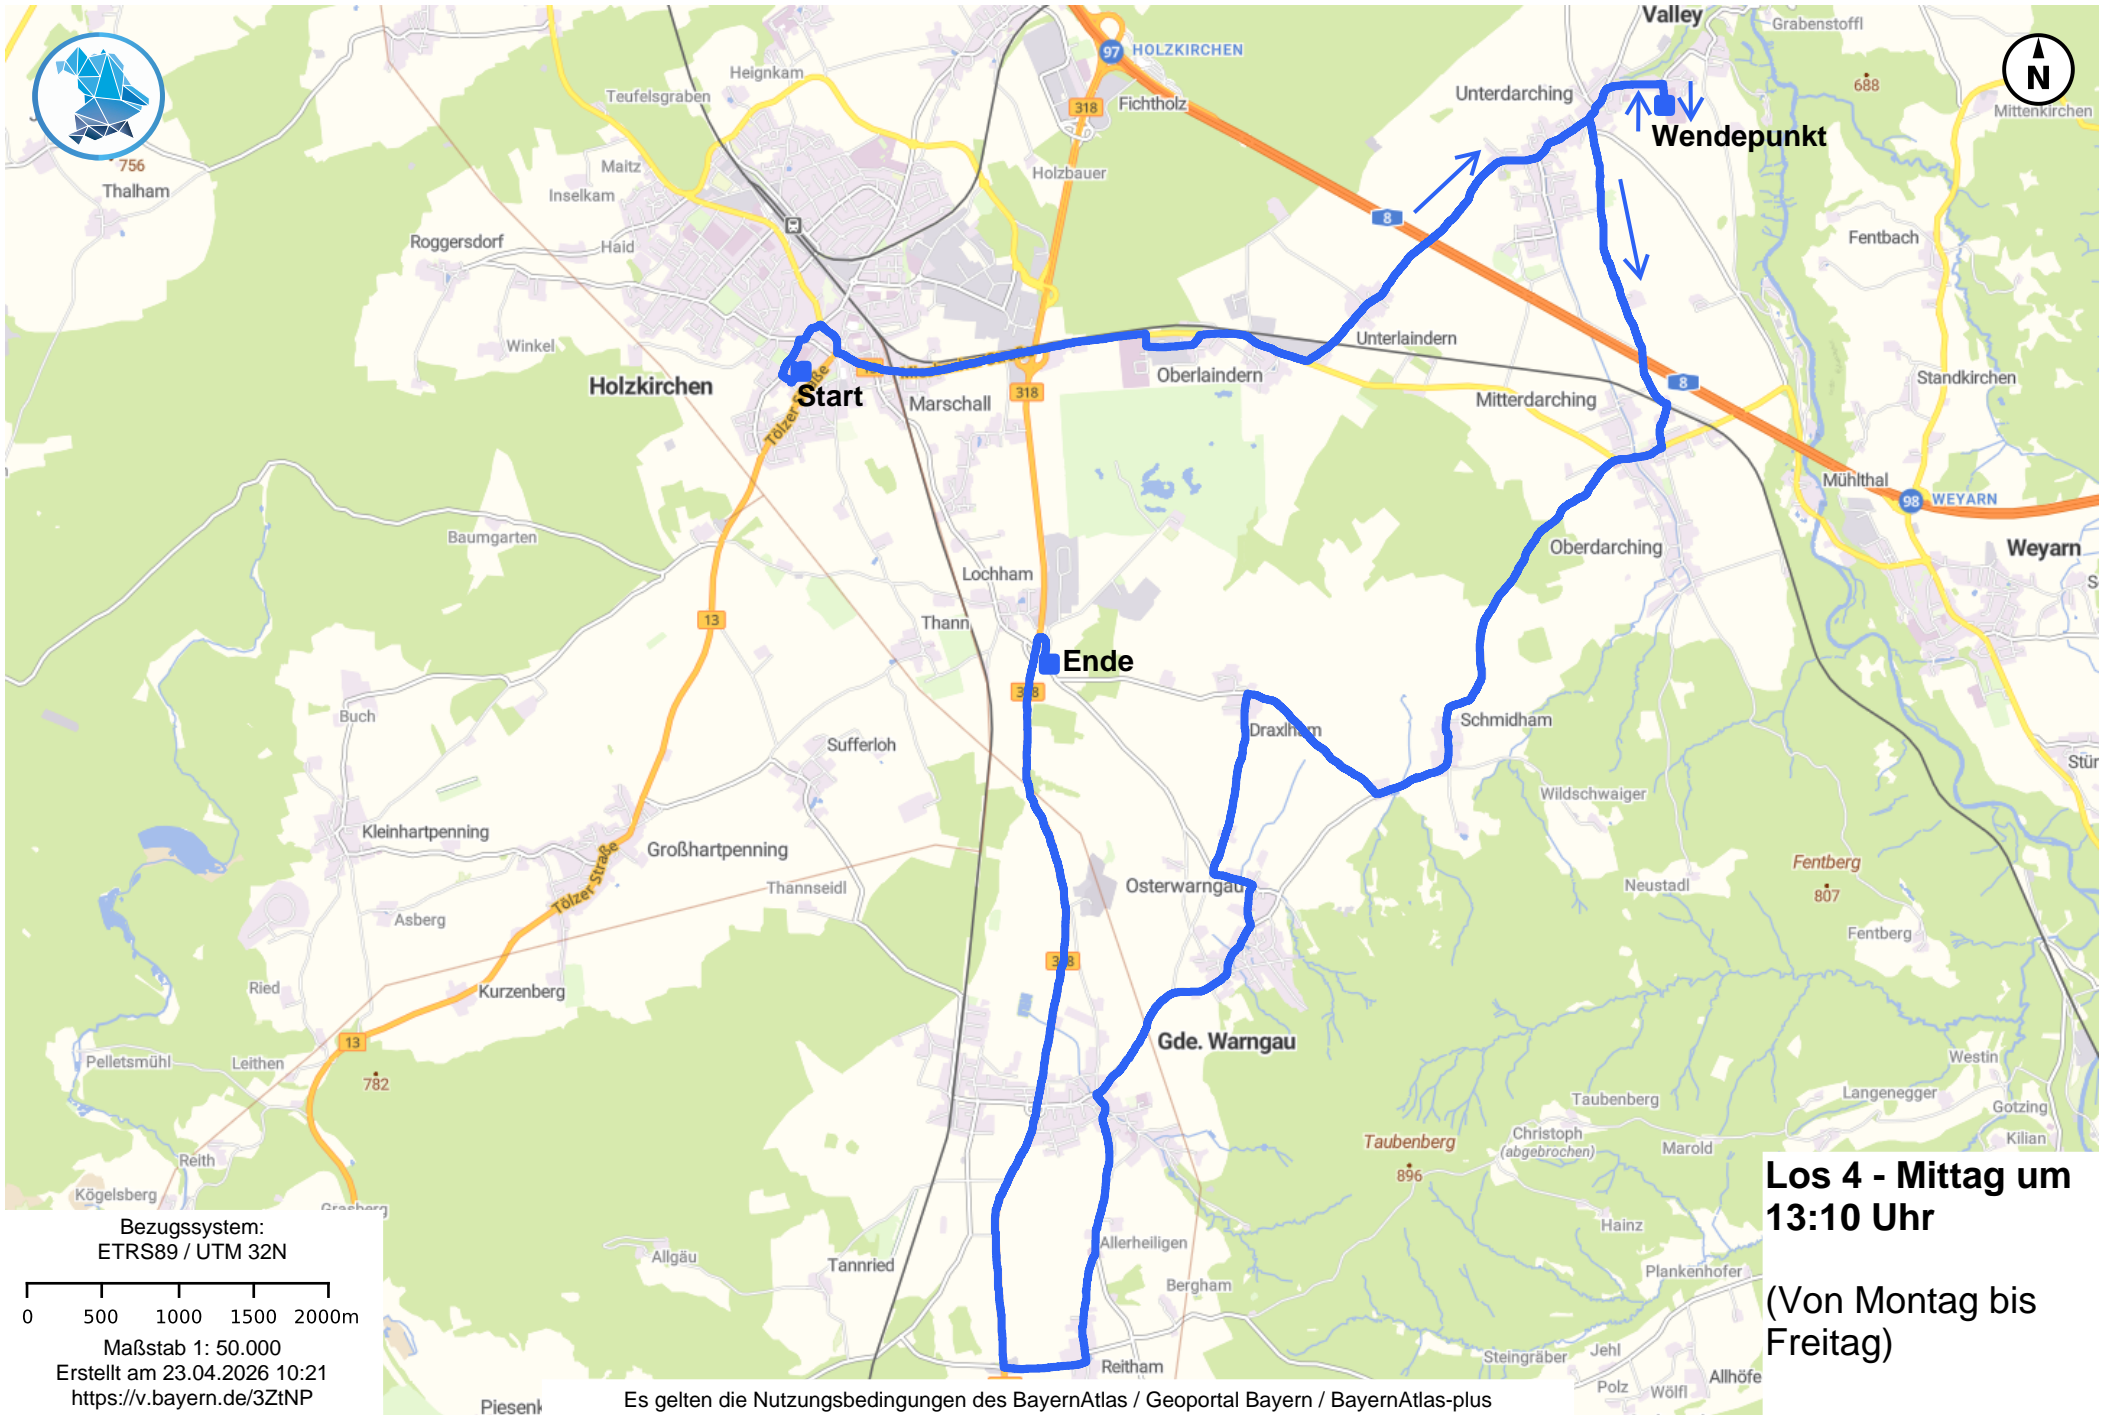 Valley
Grabenstoffl
97 HOLZKIRCHEN
Heignkam
Teufelsgraben
318
Fichtholz
Unterdarching
688
N
Mittenkirchen
Wendepunkt
756
Thalham
Maitz
Inselkam
Holzbauer
8
Roggersdorf
Haid
Fentbach
Winkel
Unterlaindern
Holzkirchen
Start
Oberlaindern
8
Standkirchen
318
Marschall
Mitterdarching
Tölzer
Mühlthal
98 WEYARN
Baumgarten
Oberdarching
Weyarn
Lochham
13
Thann
Ende
318
Buch
Schmidham
Draxlham
Sufferloh
Wildschwaiger
Kleinhartpenning
Großhartpenning
Tölzer Straße
Thannseidl
Osterwarngau
Neustadl
Fentberg
807
Asberg
Fentberg
318
Ried
Kurzenberg
13
Gde. Warngau
Pelletsmühl
Leithen
782
Westin
Langenegger
Taubenberg
Gotzing
Christoph
(abgebrochen)
Kilian
Taubenberg
896
Marold
Reith
Kögelsberg
Grasberg
Allgäu
Tannried
Allerheiligen
Bergham
Hainz
Plankenhofer
Reitham
Steingräber
Jehl
Polz
Wölfl
Allhöfe
Piesenk
Los 4 - Mittag um
13:10 Uhr
(Von Montag bis
Freitag)
Bezugssystem:
ETRS89 / UTM 32N
0 500 1000 1500 2000m
Maßstab 1: 50.000
Erstellt am 23.04.2026 10:21
https://v.bayern.de/3ZtNP
Es gelten die Nutzungsbedingungen des BayernAtlas / Geoportal Bayern / BayernAtlas-plus